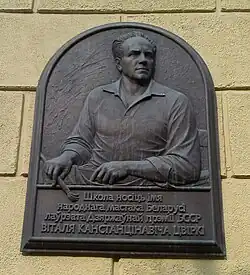 Школа носіць імя
народнага мастака Беларусі
лаўрэата Дзяржаўнай прэміі БССР
ВІТАЛЯ КАНСТАНЦІНАВІЧА ЦВІРКІ